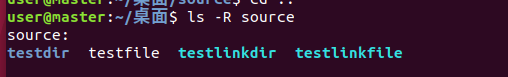 user@master:~/桌面/source$ cd ..
user@master:~/桌面$ ls -R source
source:
testdir testfile testlinkdir testlinkfile